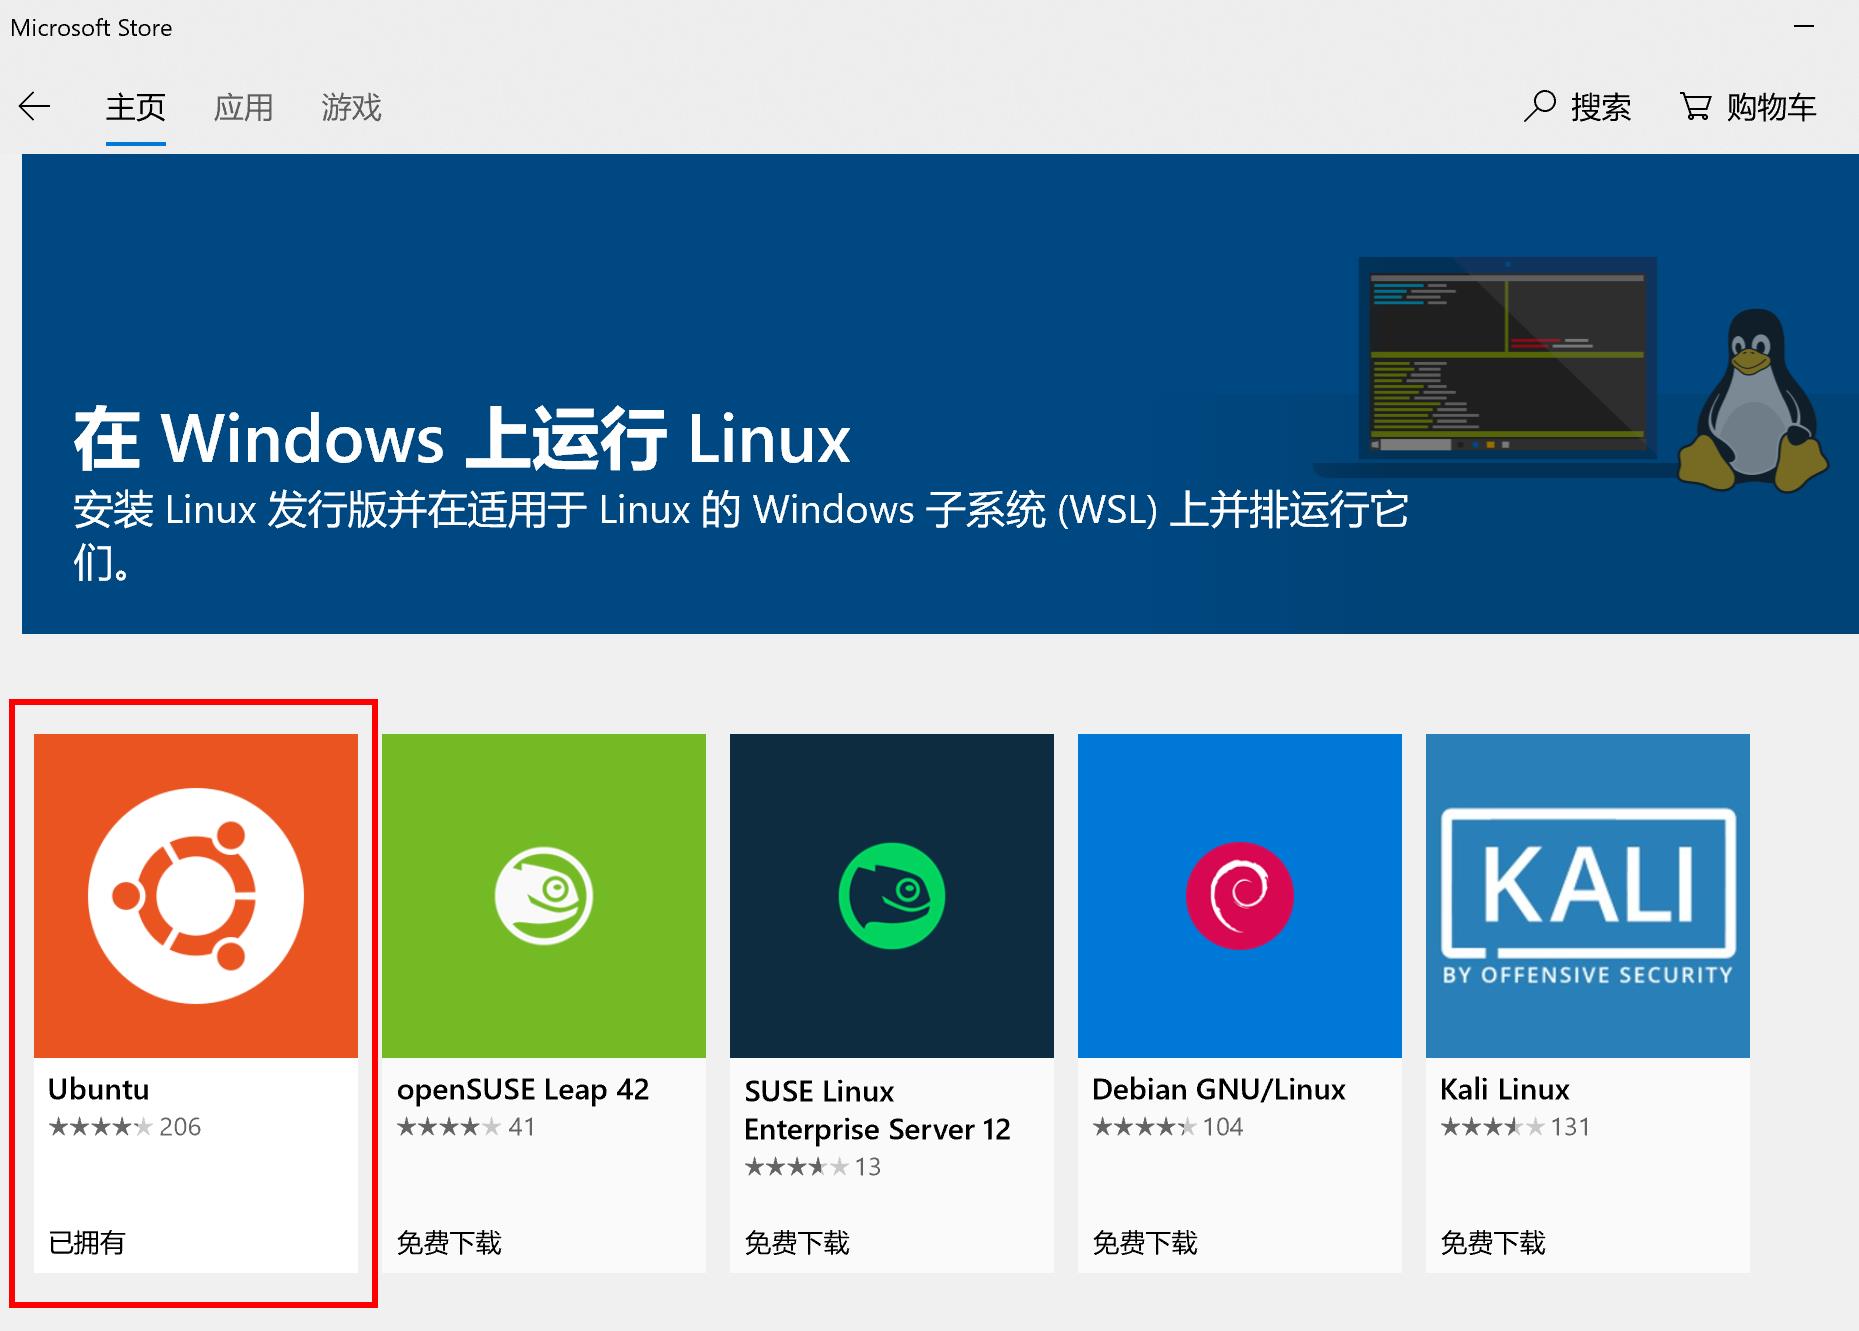 Microsoft Store
主页 应用 游戏 搜索 购物车
在 Windows 上运行 Linux
安装 Linux 发行版并在适用于 Linux 的 Windows 子系统 (WSL) 上并排运行它
们。
KALI
BY OFFENSIVE SECURITY
Ubuntu
206
已拥有
openSUSE Leap 42
41
免费下载
SUSE Linux
Enterprise Server 12
13
免费下载
Debian GNU/Linux
104
免费下载
Kali Linux
131
免费下载